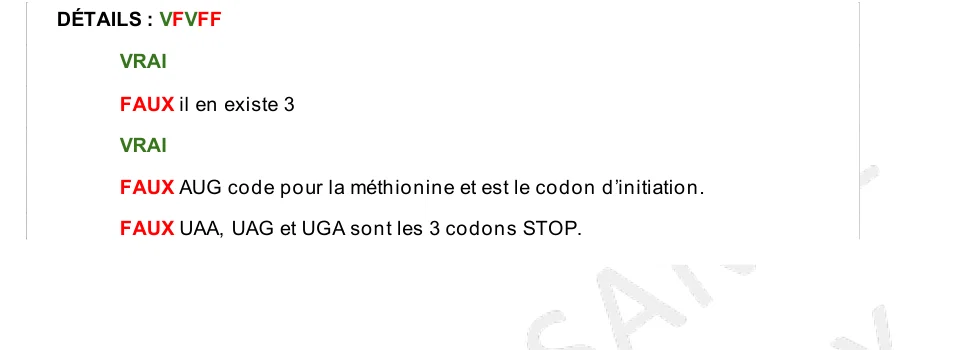 DÉTAILS : VFVFF
VRAI
FAUX il en existe 3
VRAI
FAUX AUG code pour la méthionine et est le codon d’initiation.
FAUX UAA, UAG et UGA sont les 3 codons STOP.